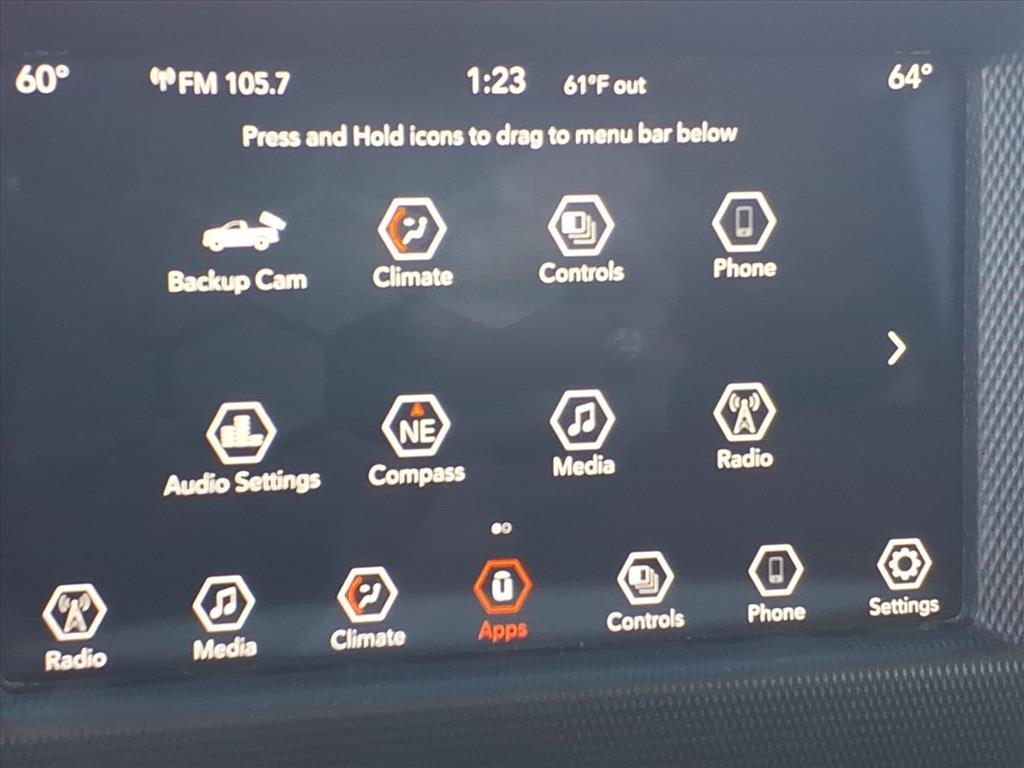 60° FM 105.7 1:23 61°F out 64°
Press and Hold icons to drag to menu bar below
Backup Cam Climate Controls Phone
NE
Audio Settings Compass Media Radio
Radio Media Climate Apps Controls Phone Settings